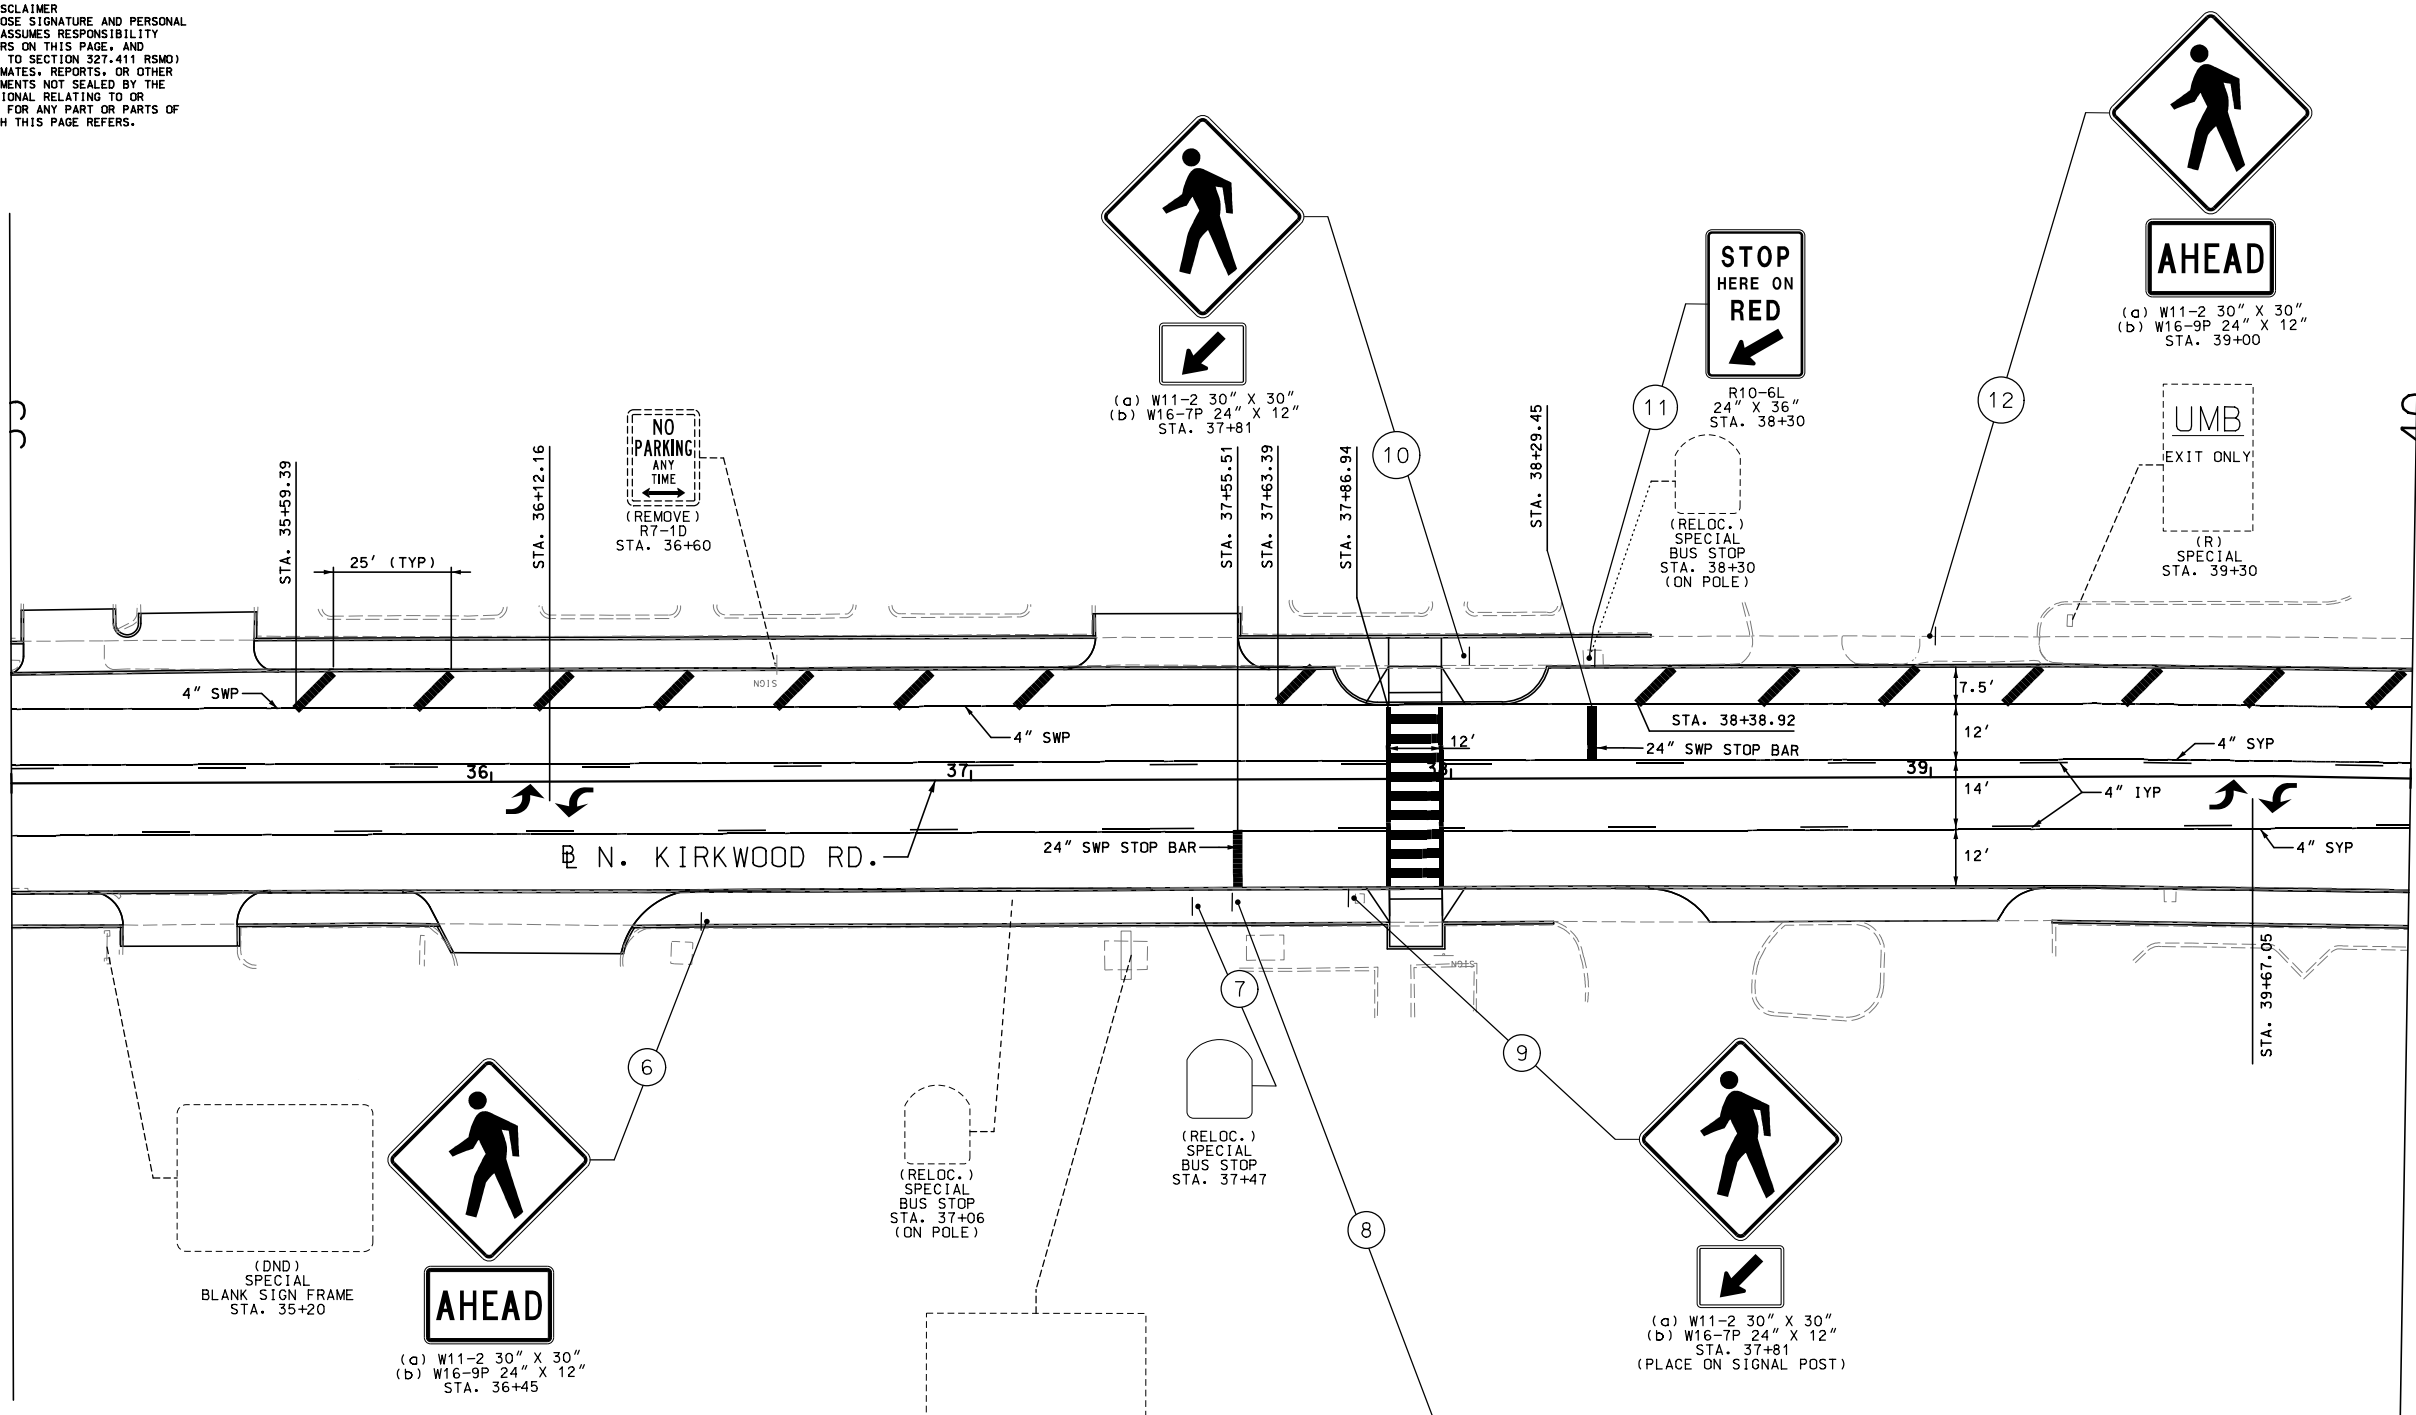 SCLAIMER
OSE SIGNATURE AND PERSONAL
ASSUMES RESPONSIBILITY
RS ON THIS PAGE, AND
TO SECTION 327.411 RSMO)
MATES, REPORTS, OR OTHER
MENTS NOT SEALED BY THE
IONAL RELATING TO OR
FOR ANY PART OR PARTS OF
H THIS PAGE REFERS.
AHEAD
(a) W11-2 30" X 30"
(b) W16-9P 24" X 12"
STA. 39+00
STOP
HERE ON
RED
R10-6L
24" X 36"
STA. 38+30
(a) W11-2 30" X 30"
(b) W16-7P 24" X 12"
STA. 37+81
10
11
12
NO
PARKING
ANY
TIME
(REMOVE)
R7-1D
STA. 36+60
UMB
EXIT ONLY
(R)
SPECIAL
STA. 39+30
(RELOC.)
SPECIAL
BUS STOP
STA. 38+30
(ON POLE)
STA. 35+59.39
STA. 36+12.16
STA. 37+55.51
STA. 37+63.39
STA. 37+86.94
STA. 38+29.45
40
25' (TYP)
SIGN
4" SWP
4" SWP
7.5'
STA. 38+38.92
12'
12'
24" SWP STOP BAR
4" SYP
36
37
38
39
14'
4" IYP
24" SWP STOP BAR
BL N. KIRKWOOD RD.
12'
4" SYP
SIGN
STA. 39+67.05
6
7
8
9
(DND)
SPECIAL
BLANK SIGN FRAME
STA. 35+20
AHEAD
(a) W11-2 30" X 30"
(b) W16-9P 24" X 12"
STA. 36+45
(RELOC.)
SPECIAL
BUS STOP
STA. 37+06
(ON POLE)
(RELOC.)
SPECIAL
BUS STOP
STA. 37+47
(a) W11-2 30" X 30"
(b) W16-7P 24" X 12"
STA. 37+81
(PLACE ON SIGNAL POST)